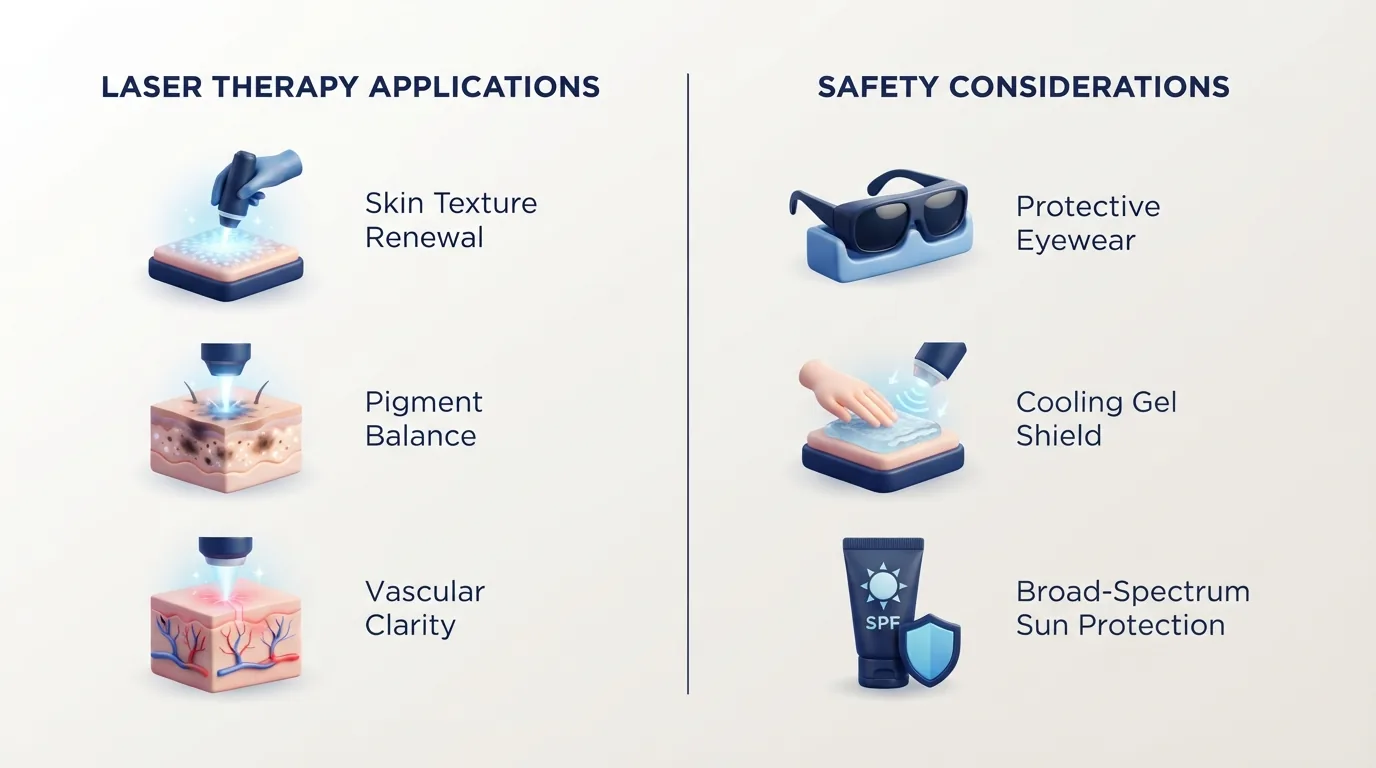 LASER THERAPY APPLICATIONS
Skin Texture
Renewal
Pigment
Balance
Vascular
Clarity
SAFETY CONSIDERATIONS
Protective
Eyewear
Cooling Gel
Shield
SPF
Broad-Spectrum
Sun Protection